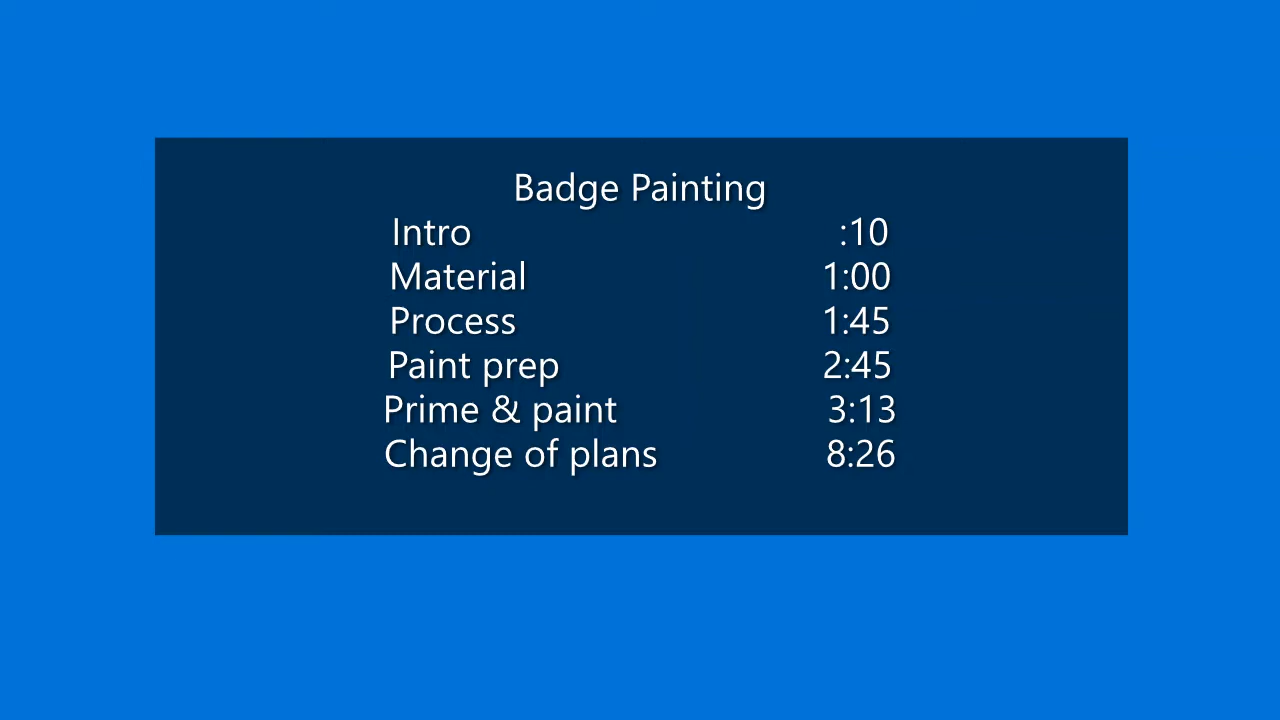 Badge Painting
Intro :10
Material 1:00
Process 1:45
Paint prep 2:45
Prime & paint 3:13
Change of plans 8:26